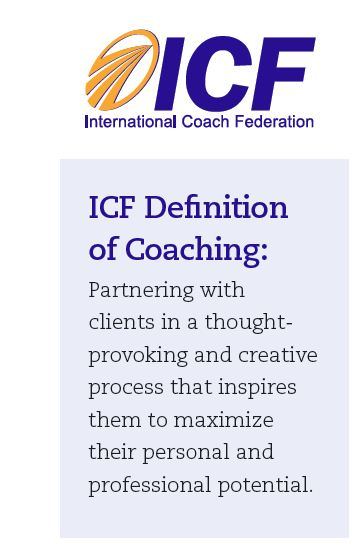 ICF
International Coach Federation
ICF Definition
of Coaching:
Partnering with
clients in a thought-
provoking and creative
process that inspires
them to maximize
their personal and
professional potential.